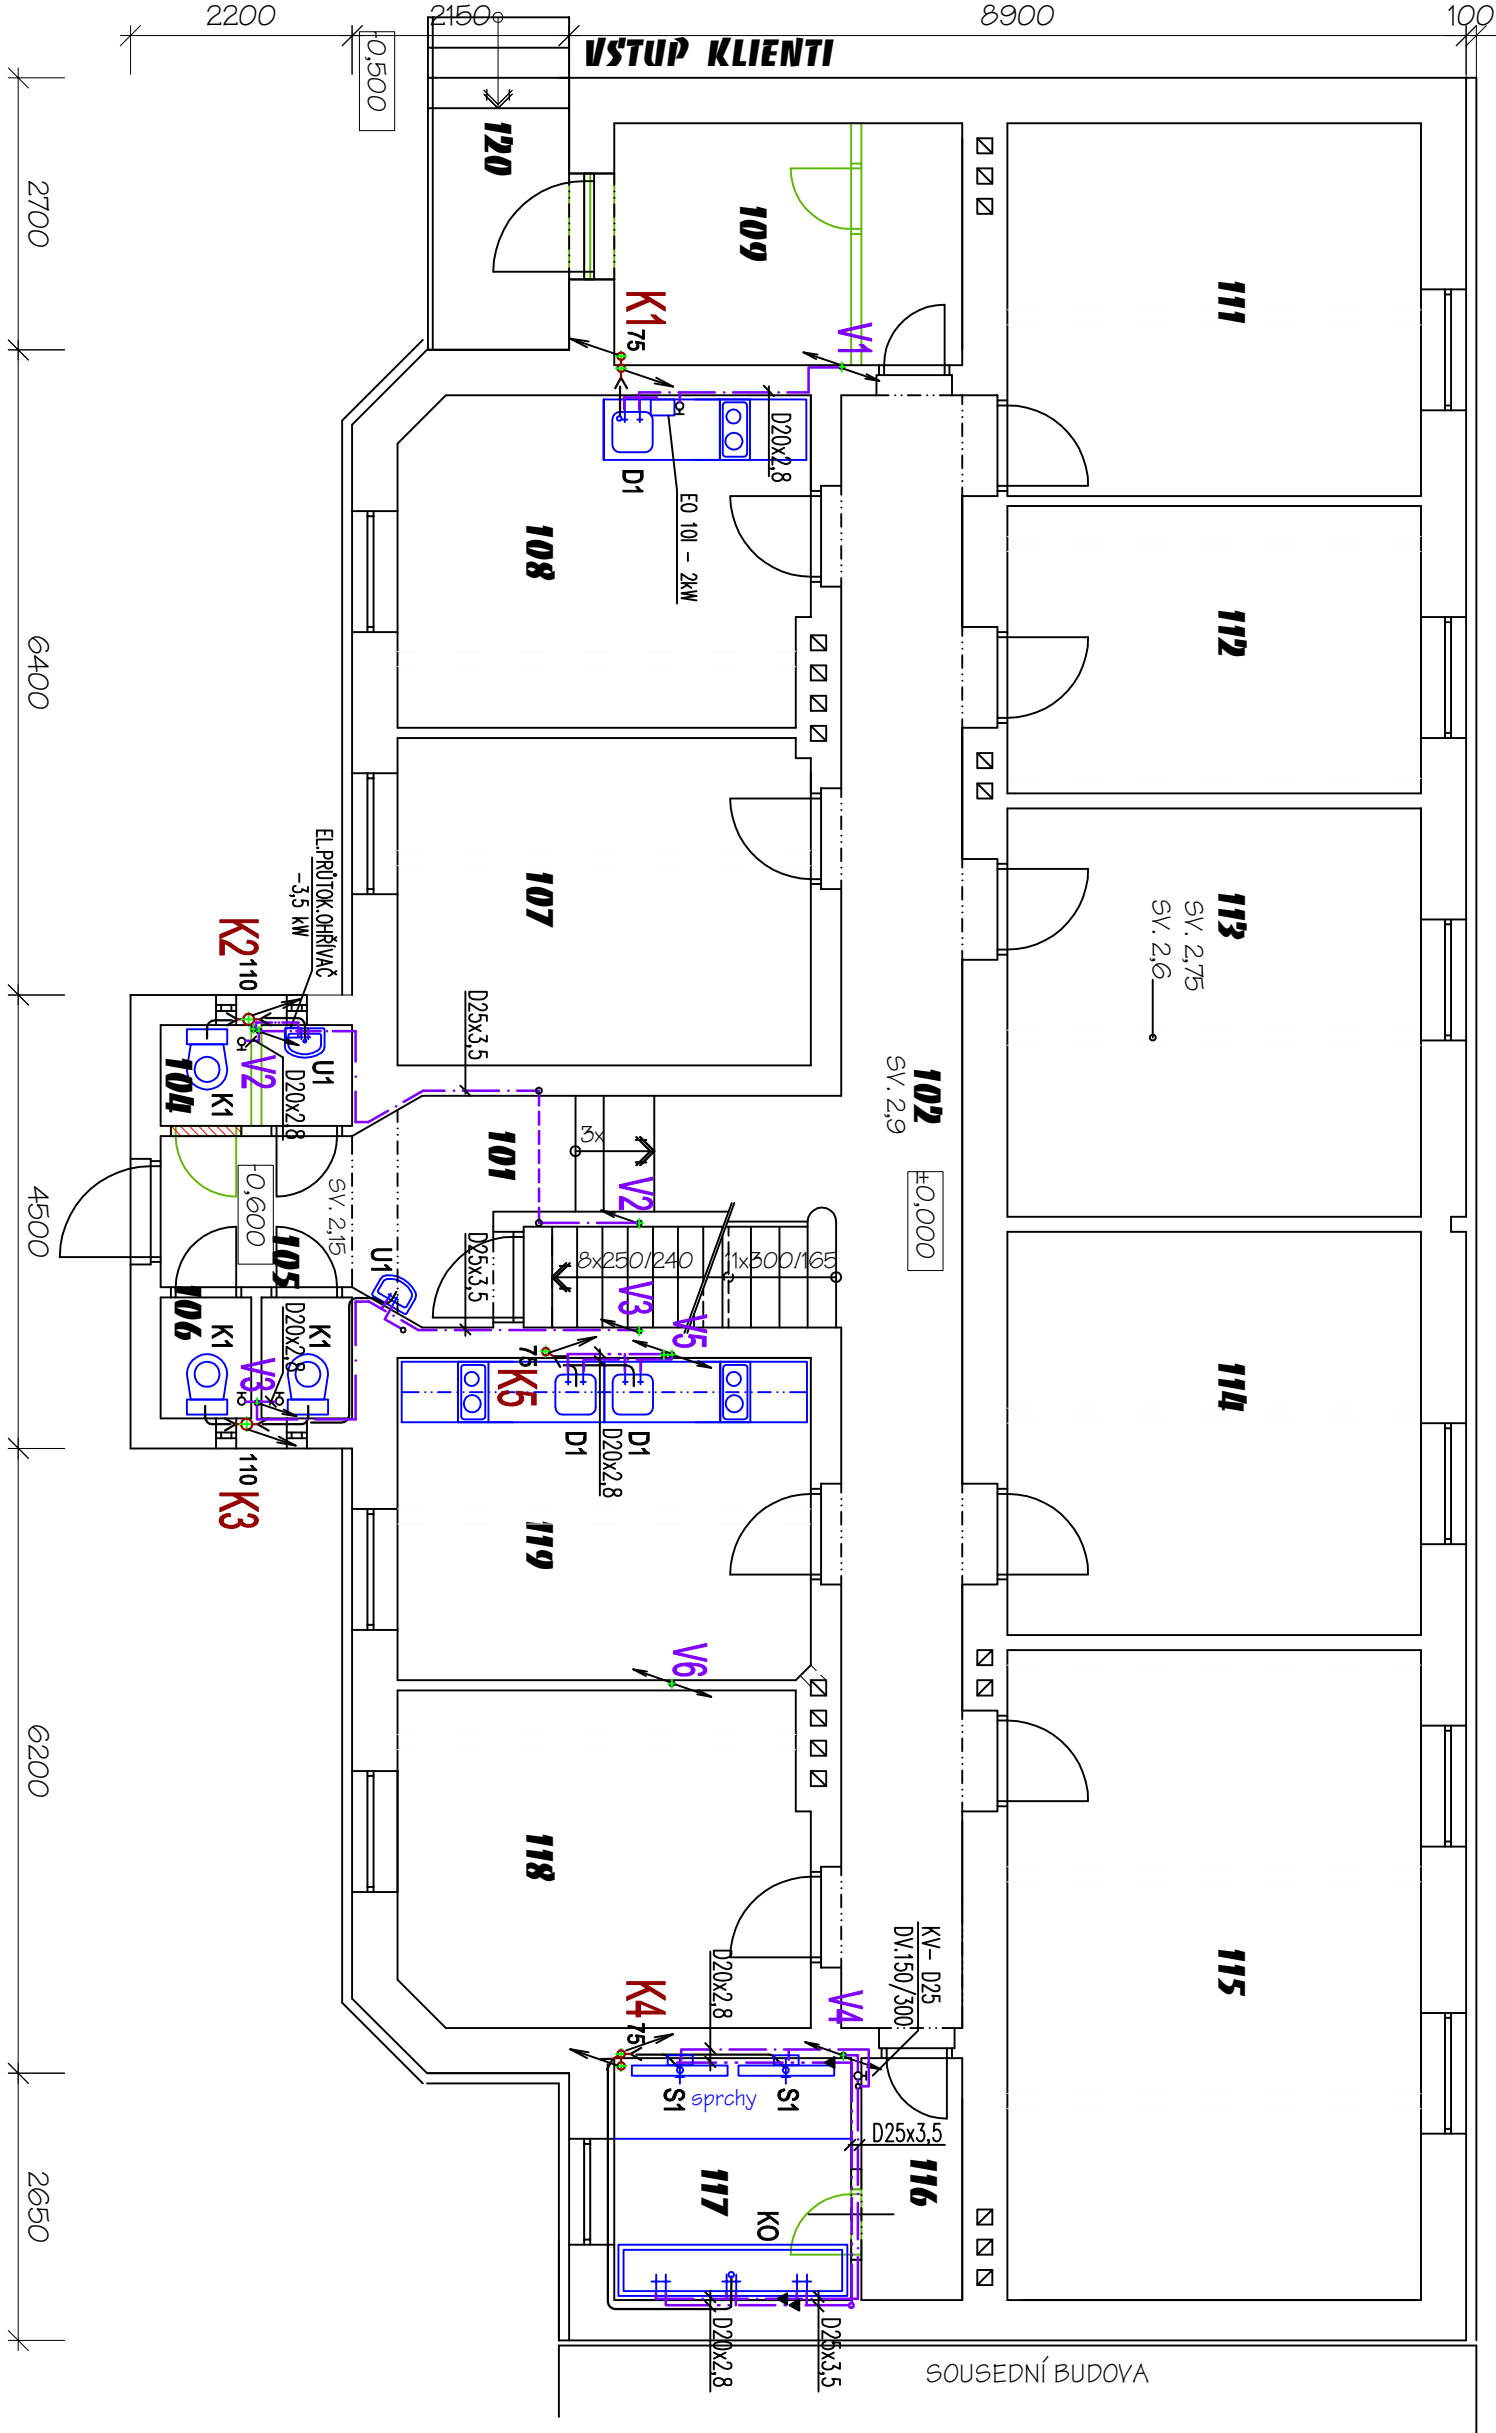 2200
2150
8900
100
VSTUP KLIENTI
-0,500
120
109
111
2700
K1
75
V1
D20x2,8
D1
EO 10l - 2kW
108
112
6400
107
113
SV. 2,75
SV. 2,6
EL.PRŮTOK.OHŘÍVAČ
-3,5 kW
K2
110
D25x3,5
U1
V2
104
K1
D20x2,8
102
SV. 2,9
±0,000
101
3x
V2
SV. 2,15
-0,600
4500
105
U1
D25x3,5
8x250/240
11x300/165
V3
V5
106
K1
D20x2,8
K1
V3
75
K5
110
K3
D1
D20x2,8
D1
114
119
V6
6200
118
115
KV- D25
DV.150/300
D20x2,8
K4
75
V4
S1
sprchy
S1
D25x3,5
117
116
KO
2650
D20x2,8
D25x3,5
SOUSEDNÍ BUDOVA